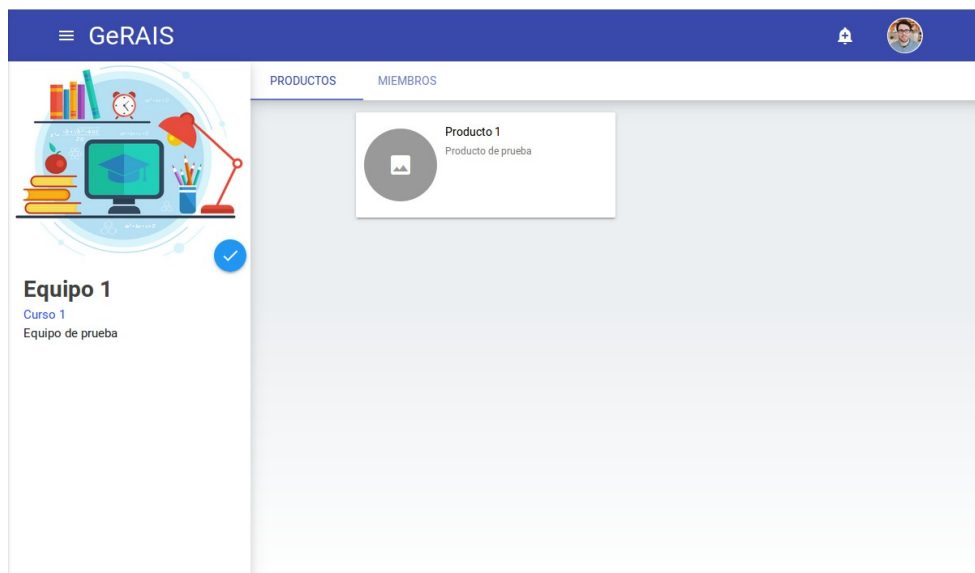 GeRAIS
PRODUCTOS
MIEMBROS
Producto 1
Producto de prueba
Equipo 1
Curso 1
Equipo de prueba